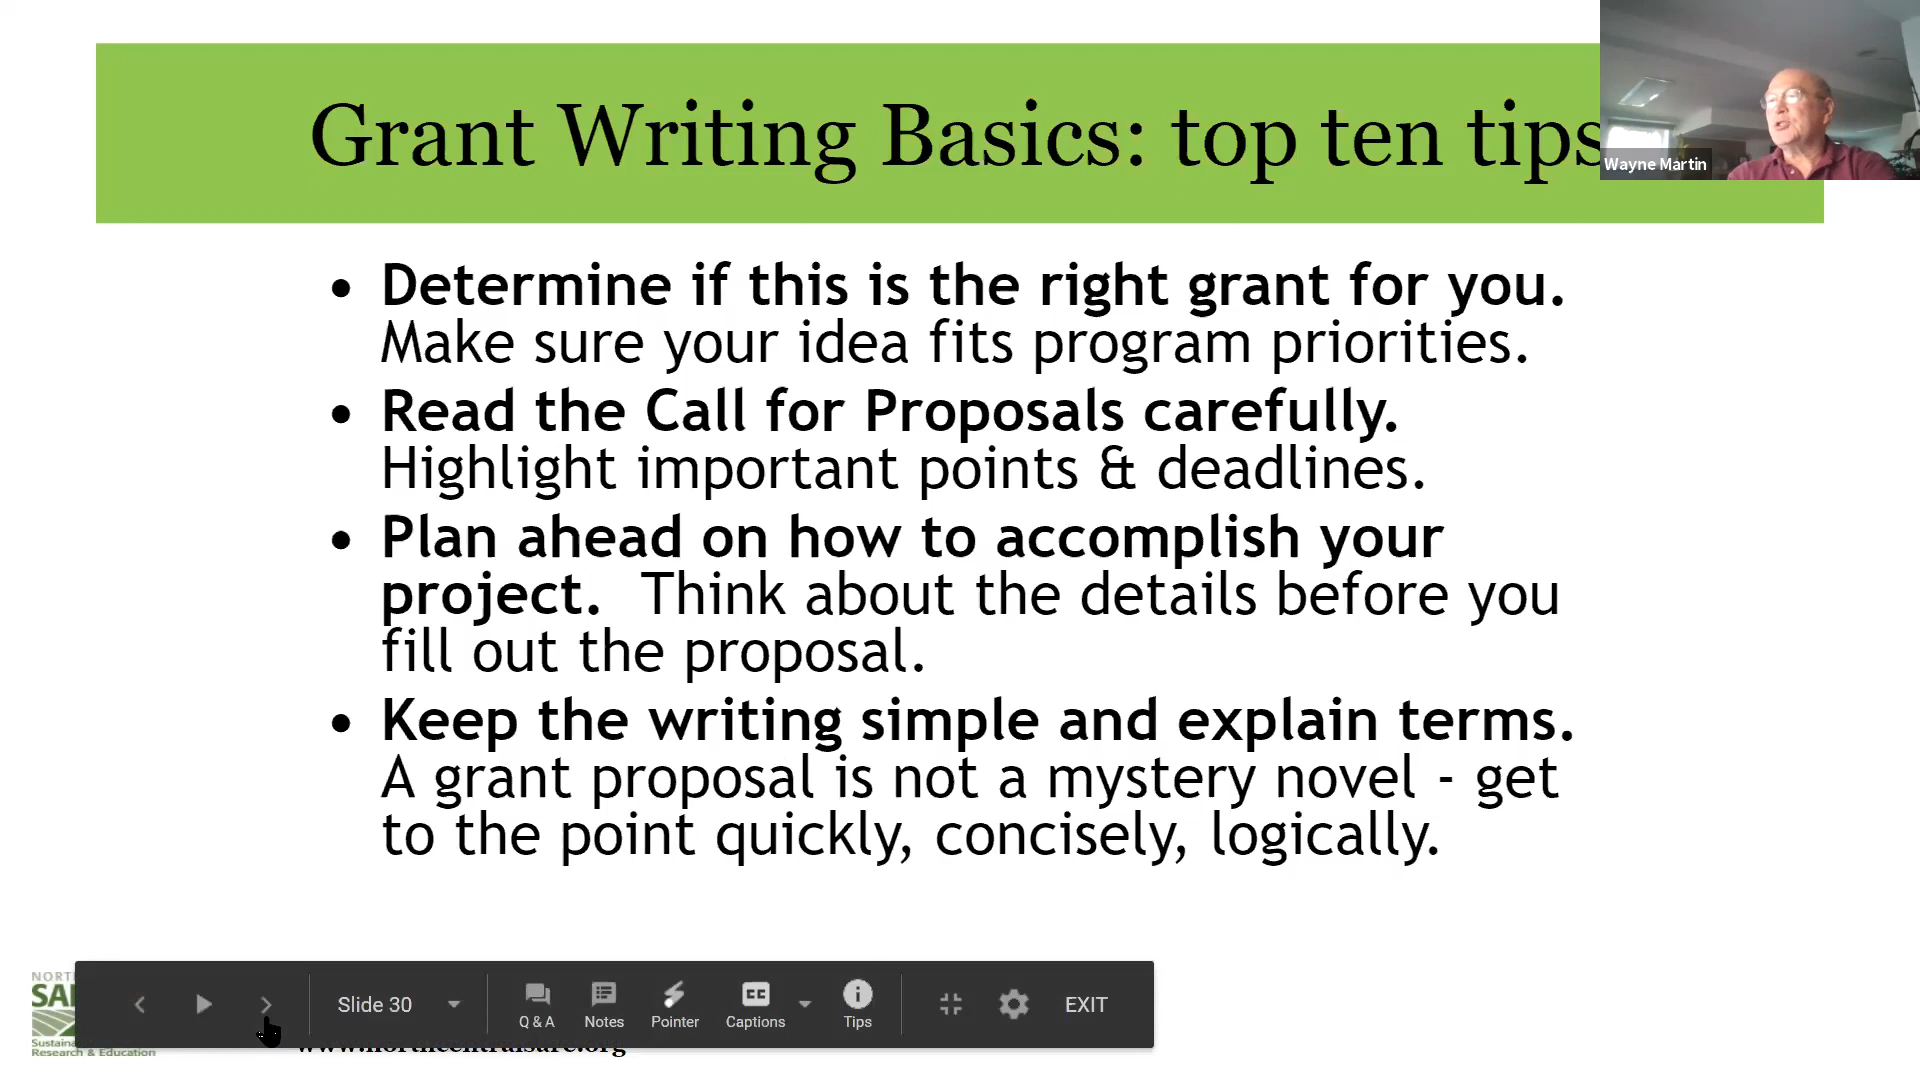 Grant Writing Basics: top ten tips
Wayne Martin
• Determine if this is the right grant for you.
Make sure your idea fits program priorities.
• Read the Call for Proposals carefully.
Highlight important points & deadlines.
• Plan ahead on how to accomplish your
project. Think about the details before you
fill out the proposal.
• Keep the writing simple and explain terms.
A grant proposal is not a mystery novel - get
to the point quickly, concisely, logically.
Slide 30
Q & A
Notes
Pointer
CC
Captions
Tips
EXIT
Research & Education
www.northcentralsare.org